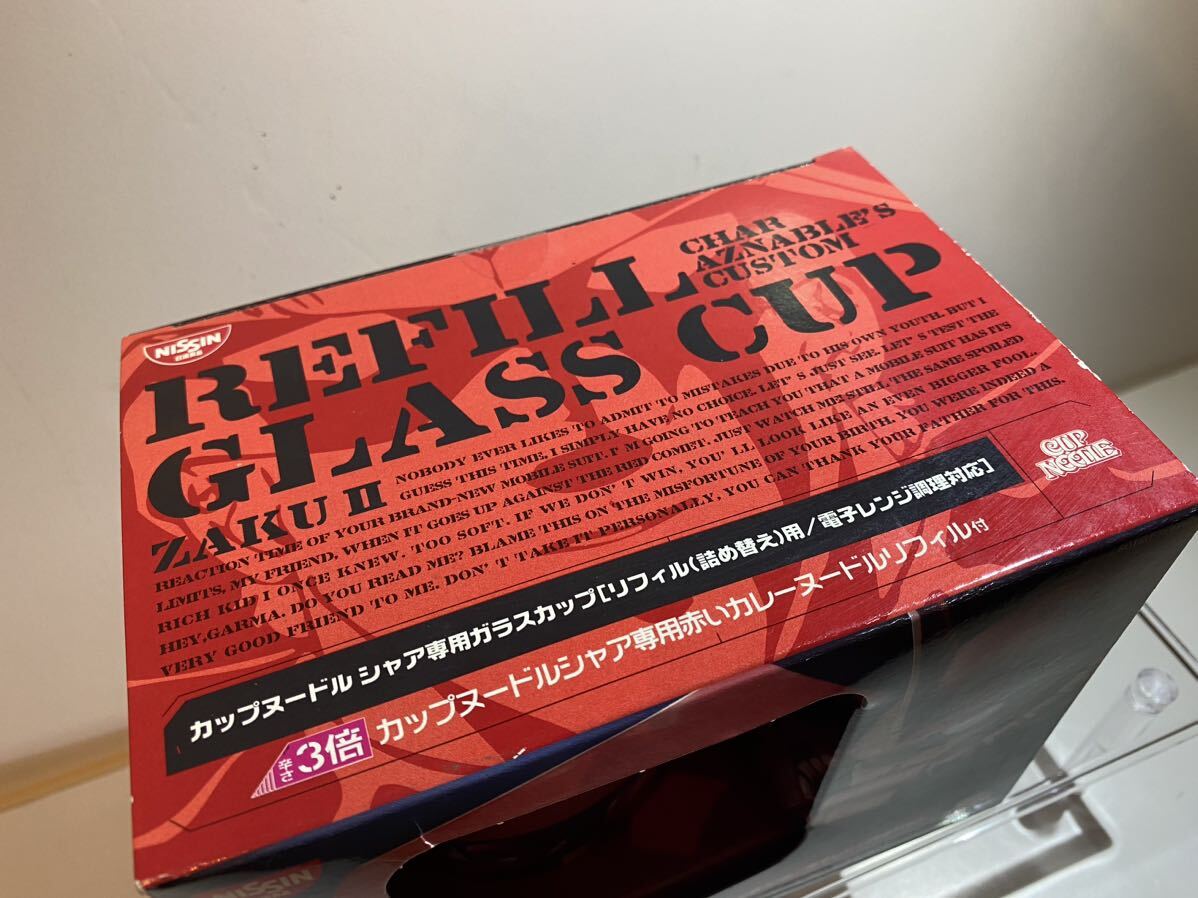 NISSIN
日清食品
REFILL
CHAR
AZNABLE'S
CUSTOM
GLASS CUP
ZAKU II
NOBODY EVER LIKES TO ADMIT TO MISTAKES DUE TO HIS OWN YOUTH. BUT I
GUESS THIS TIME, I SIMPLY HAVE NO CHOICE. LET'S JUST SEE. LET'S TEST THE
REACTION TIME OF YOUR BRAND-NEW MOBILE SUIT. I'M GOING TO TEACH YOU THAT A MOBILE SUIT HAS ITS
LIMITS, MY FRIEND. WHEN IT GOES UP AGAINST THE RED COMET. JUST WATCH ME! STILL THE SAME SPOILED
RICH KID I ONCE KNEW. TOO SOFT. IF WE DON'T WIN, YOU'LL LOOK LIKE AN EVEN BIGGER FOOL.
HEY, GARMA. DO YOU READ ME? BLAME THIS ON THE MISFORTUNE OF YOUR BIRTH. YOU WERE INDEED A
VERY GOOD FRIEND TO ME. DON'T TAKE IT PERSONALLY, YOU CAN THANK YOUR FATHER FOR THIS.
CUP
NOODLE
カップヌードル シャア専用ガラスカップ[リフィル(詰め替え)用/電子レンジ調理対応]
辛さ3倍 カップヌードルシャア専用赤いカレーヌードルリフィル付
NISSIN